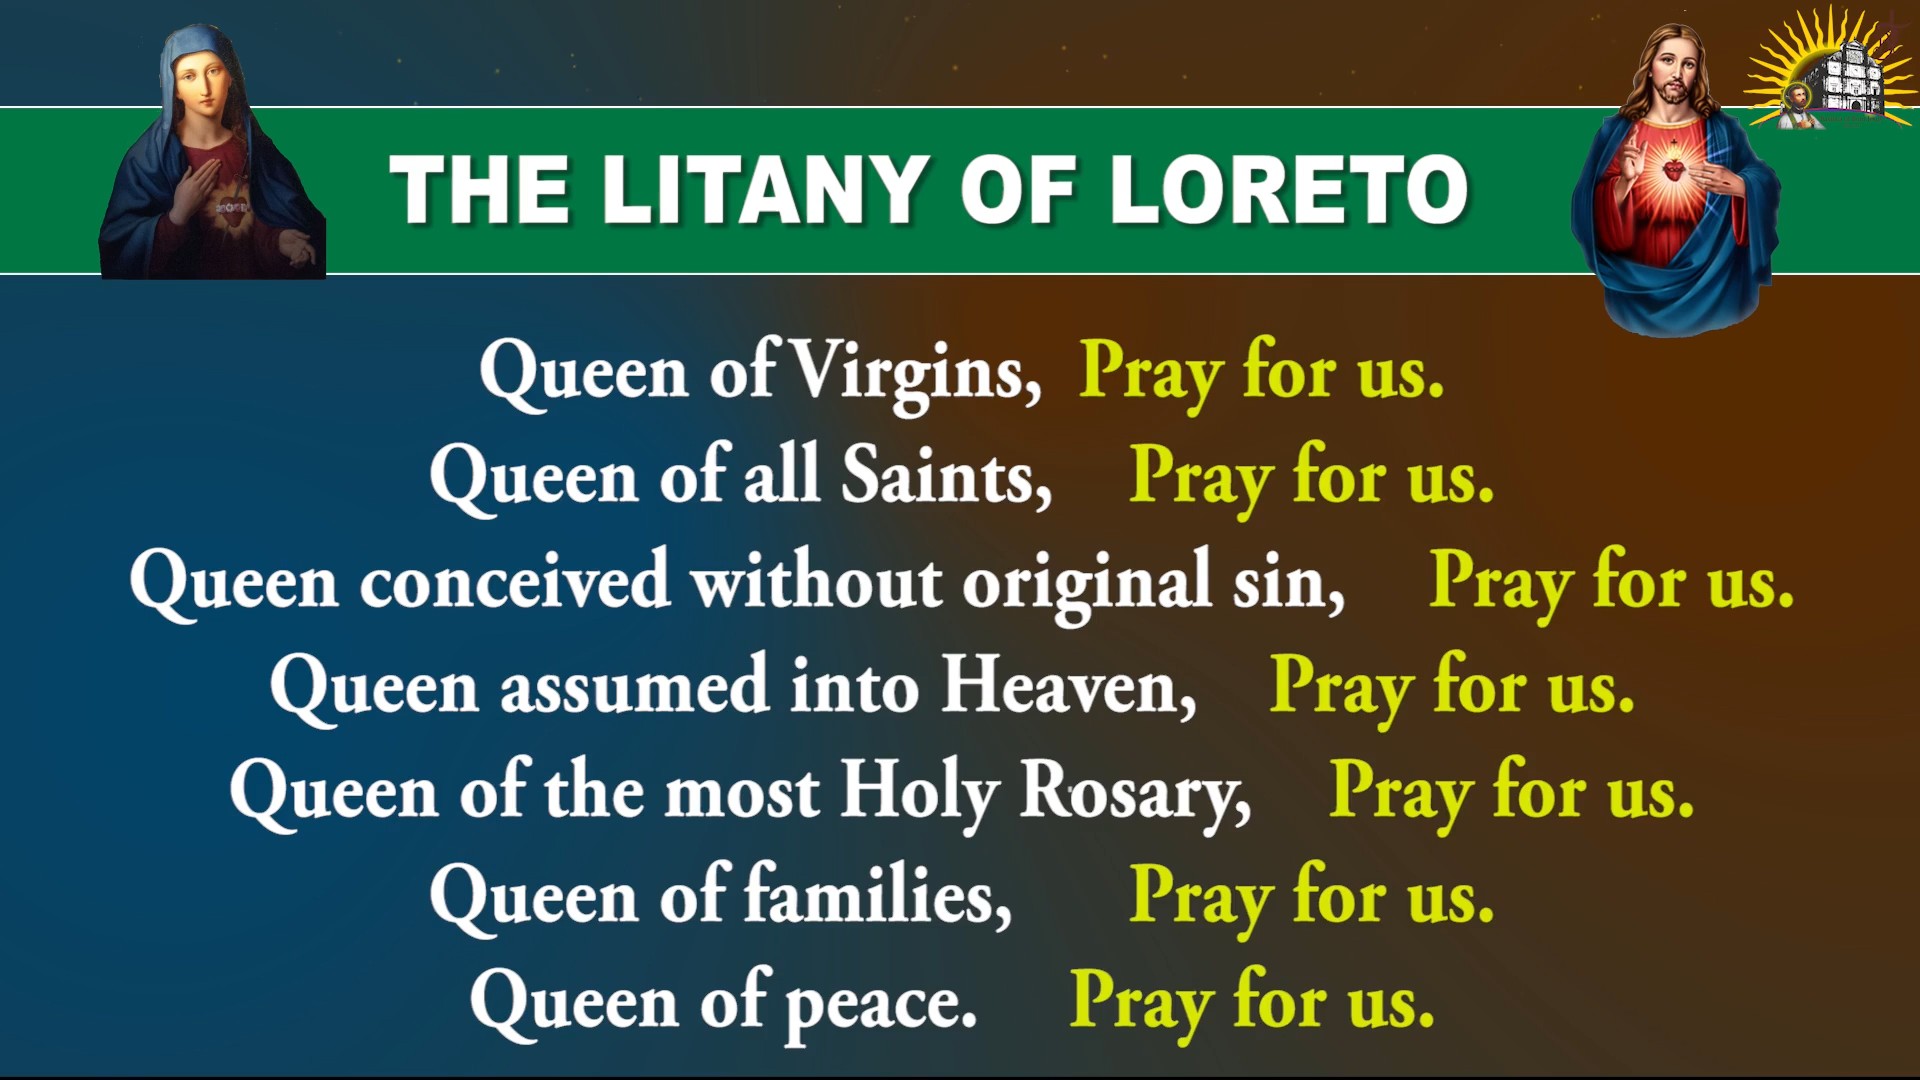 THE LITANY OF LORETO
Queen of Virgins, Pray for us.
Queen of all Saints, Pray for us.
Queen conceived without original sin, Pray for us.
Queen assumed into Heaven, Pray for us.
Queen of the most Holy Rosary, Pray for us.
Queen of families, Pray for us.
Queen of peace. Pray for us.